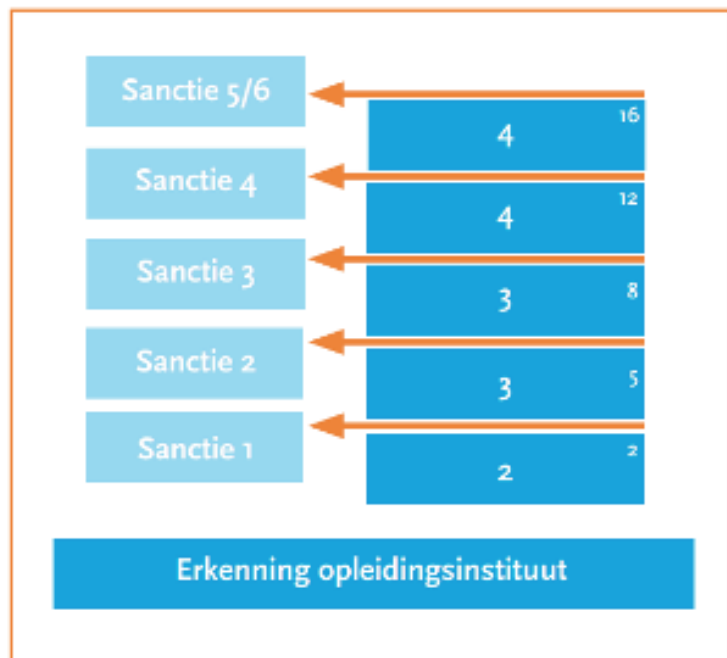 Sanctie 5/6
16
4
Sanctie 4
12
4
Sanctie 3
8
3
Sanctie 2
5
3
Sanctie 1
2
2
Erkenning opleidingsinstituut